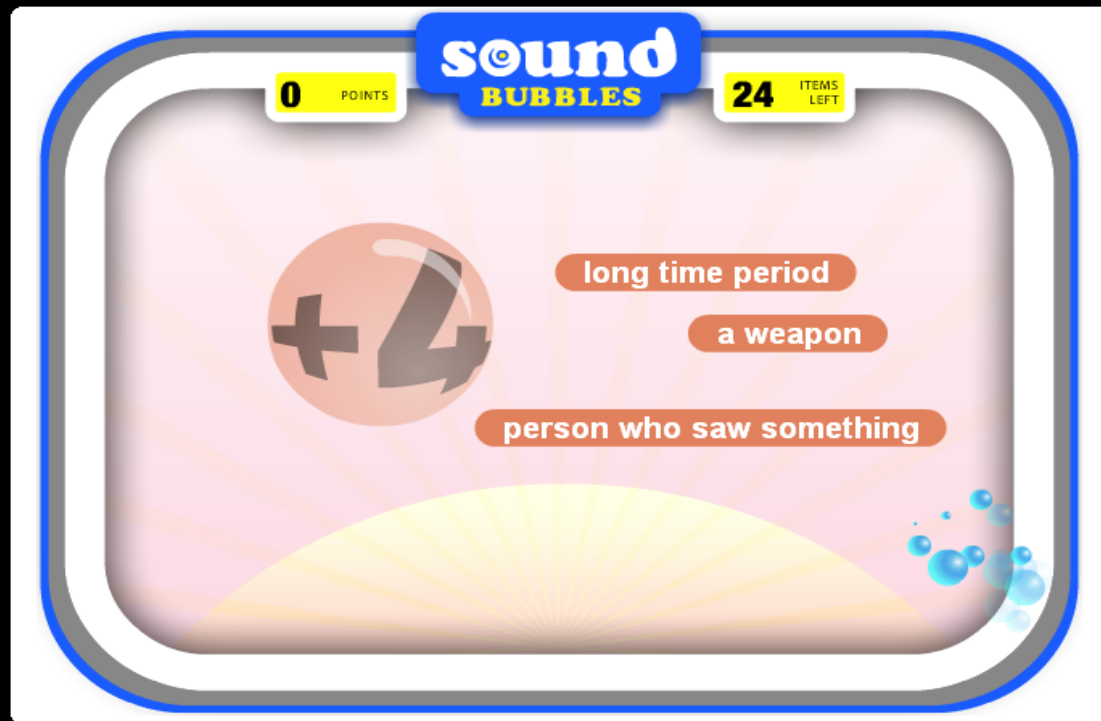 sound
BUBBLES
0 POINTS
24 ITEMS
LEFT
+4
long time period
a weapon
person who saw something